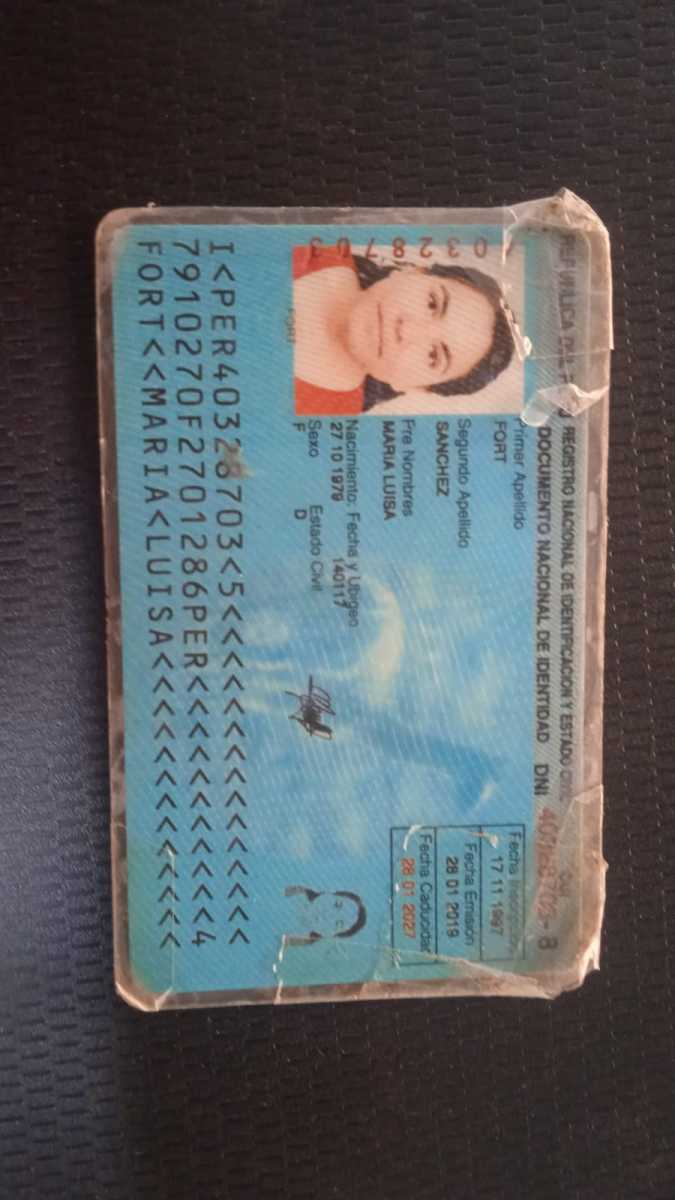 REGISTRO NACIONAL DE IDENTIFICACION Y ESTADO CIVIL
DOCUMENTO NACIONAL DE IDENTIDAD DNI
Primer Apellido
FORT
Segundo Apellido
SANCHEZ
Pre Nombres
MARIA LUISA
Nacimiento: Fecha y Ubigeo
27 10 1979 140117
Sexo Estado Civil
F D
Fecha
17 11 1997
Fecha Emisión
28 01 2019
Fecha Caducidad
28 01 2027
I<PER40328703<5<<<<<<<<<<<<<<<
7910270F2701286PER<<<<<<<<<<<4
FORT<<MARIA<LUISA<<<<<<<<<<<<<